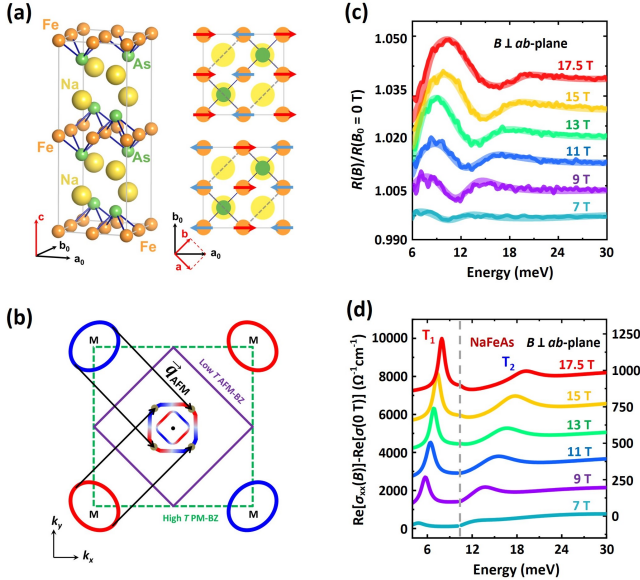 (a)
Fe
As
Na
Fe
As
Na
Fe
c
b₀
a₀
b₀
b
a₀
a
(b)
M
M
q⃗AFM
Low T AFM-BZ
M
M
High T PM-BZ
k_y
k_x
(c)
R(B)/R(B₀ = 0 T)
1.050
1.035
1.020
1.005
0.990
B ⊥ ab-plane
17.5 T
15 T
13 T
11 T
9 T
7 T
6 12 18 24 30
Energy (meV)
(d)
Re[σxx(B)]-Re[σ(0 T)] (Ω⁻¹cm⁻¹)
10000
8000
6000
4000
2000
0
T₁
NaFeAs
B ⊥ ab-plane
T₂
17.5 T
15 T
13 T
11 T
9 T
7 T
1250
1000
750
500
250
0
6 12 18 24 30
Energy (meV)